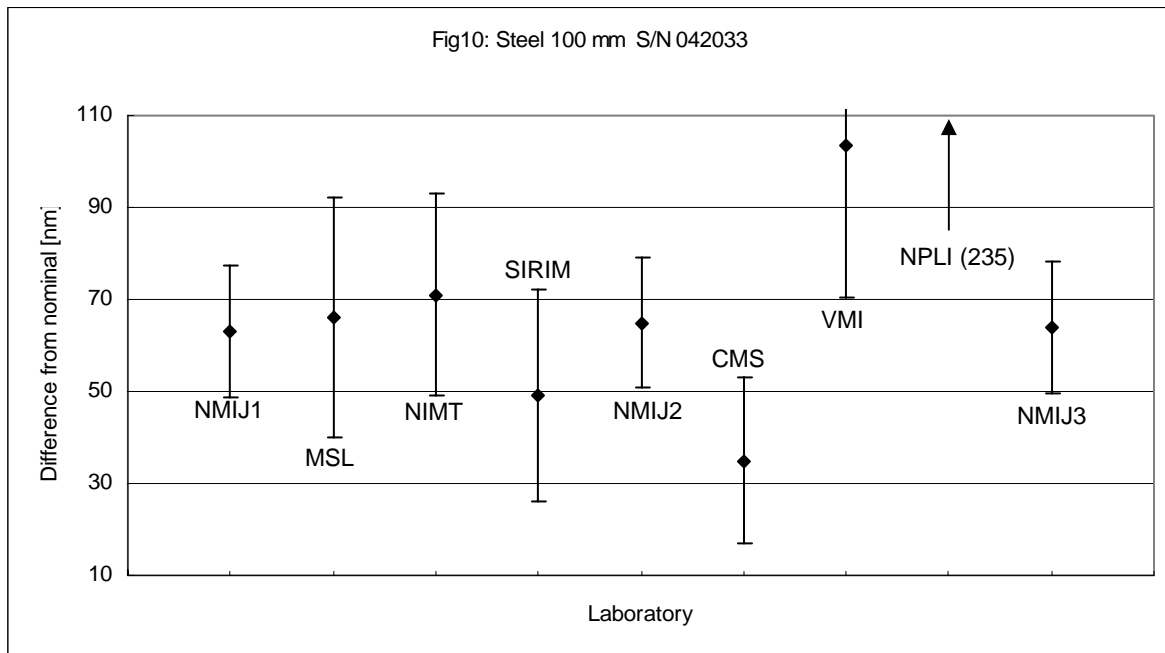 Fig10: Steel 100 mm S/N 042033
Difference from nominal [nm]
110
90
70
50
30
10
NMIJ1
MSL
NIMT
SIRIM
NMIJ2
CMS
VMI
NPLI (235)
NMIJ3
Laboratory